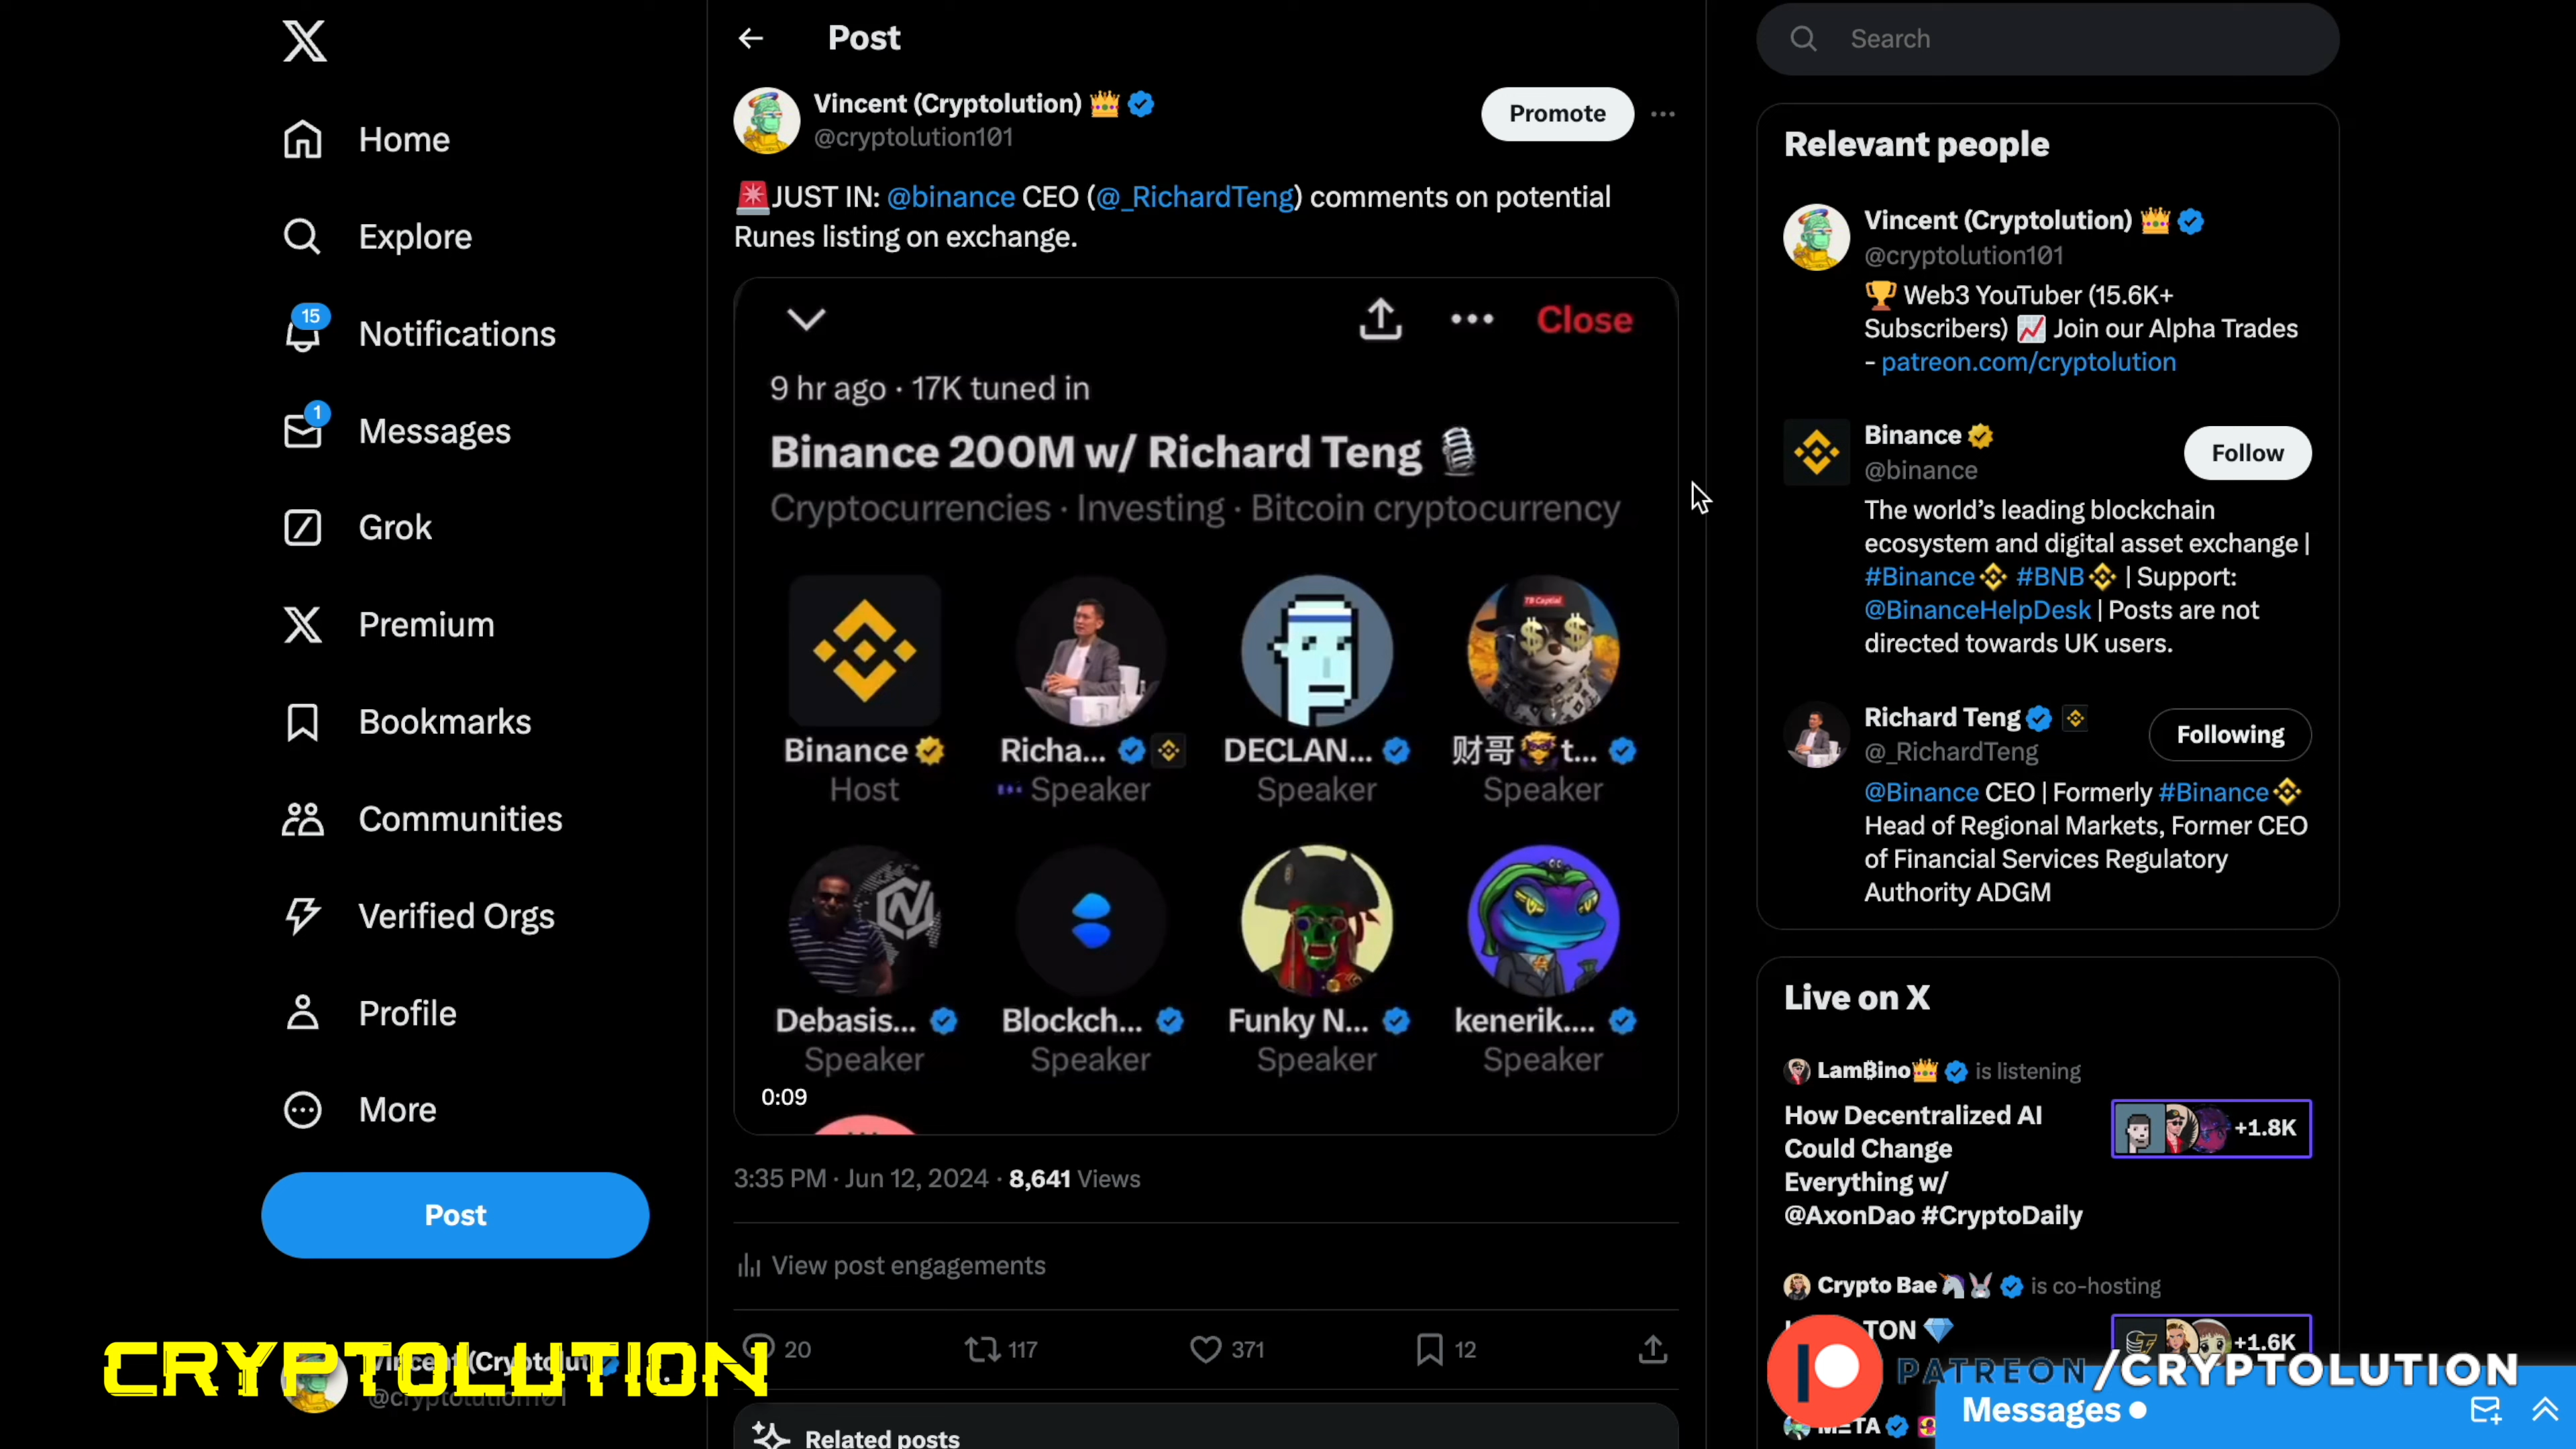 Home
Explore
15
Notifications
1
Messages
Grok
Premium
Bookmarks
Communities
Verified Orgs
Profile
More
Post
CRYPTOLUTION
Post
Vincent (Cryptolution)
@cryptolution101
Promote
JUST IN: @binance CEO (@_RichardTeng) comments on potential
Runes listing on exchange.
Close
9 hr ago · 17K tuned in
Binance 200M w/ Richard Teng
Cryptocurrencies · Investing · Bitcoin cryptocurrency
Binance
Host
Richa...
Speaker
DECLAN...
Speaker
财哥 t...
Speaker
Debasis...
Speaker
Blockch...
Speaker
Funky N...
Speaker
kenerik....
Speaker
0:09
3:35 PM · Jun 12, 2024 · 8,641 Views
View post engagements
20
117
371
12
Related posts
Search
Relevant people
Vincent (Cryptolution)
@cryptolution101
Web3 YouTuber (15.6K+
Subscribers) Join our Alpha Trades
- patreon.com/cryptolution
Binance
@binance
Follow
The world's leading blockchain
ecosystem and digital asset exchange |
#Binance #BNB | Support:
@BinanceHelpDesk | Posts are not
directed towards UK users.
Richard Teng
@_RichardTeng
Following
@Binance CEO | Formerly #Binance
Head of Regional Markets, Former CEO
of Financial Services Regulatory
Authority ADGM
Live on X
Lam₿ino is listening
How Decentralized AI
Could Change
Everything w/
@AxonDao #CryptoDaily
+1.8K
Crypto Bae is co-hosting
TON
+1.6K
PATREON/CRYPTOLUTION
Messages